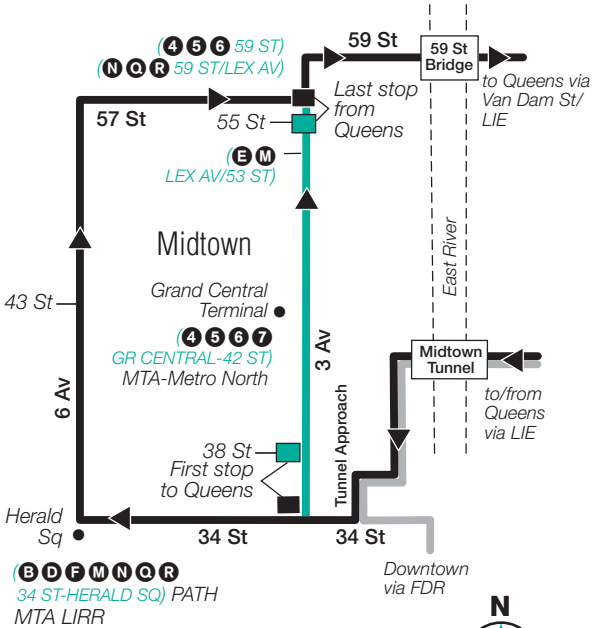 (4 5 6 59 ST)
(N Q R 59 ST/LEX AV)
59 St
59 St
Bridge
to Queens via
Van Dam St/
LIE
57 St
55 St
Last stop
from
Queens
(E M
LEX AV/53 ST)
Midtown
East River
43 St
Grand Central
Terminal
(4 5 6 7
GR CENTRAL-42 ST)
MTA-Metro North
3 Av
6 Av
Midtown
Tunnel
to/from
Queens
via LIE
Tunnel Approach
38 St
First stop
to Queens
Herald
Sq
34 St
34 St
(B D F M N Q R
34 ST-HERALD SQ) PATH
MTA LIRR
Downtown
via FDR
N